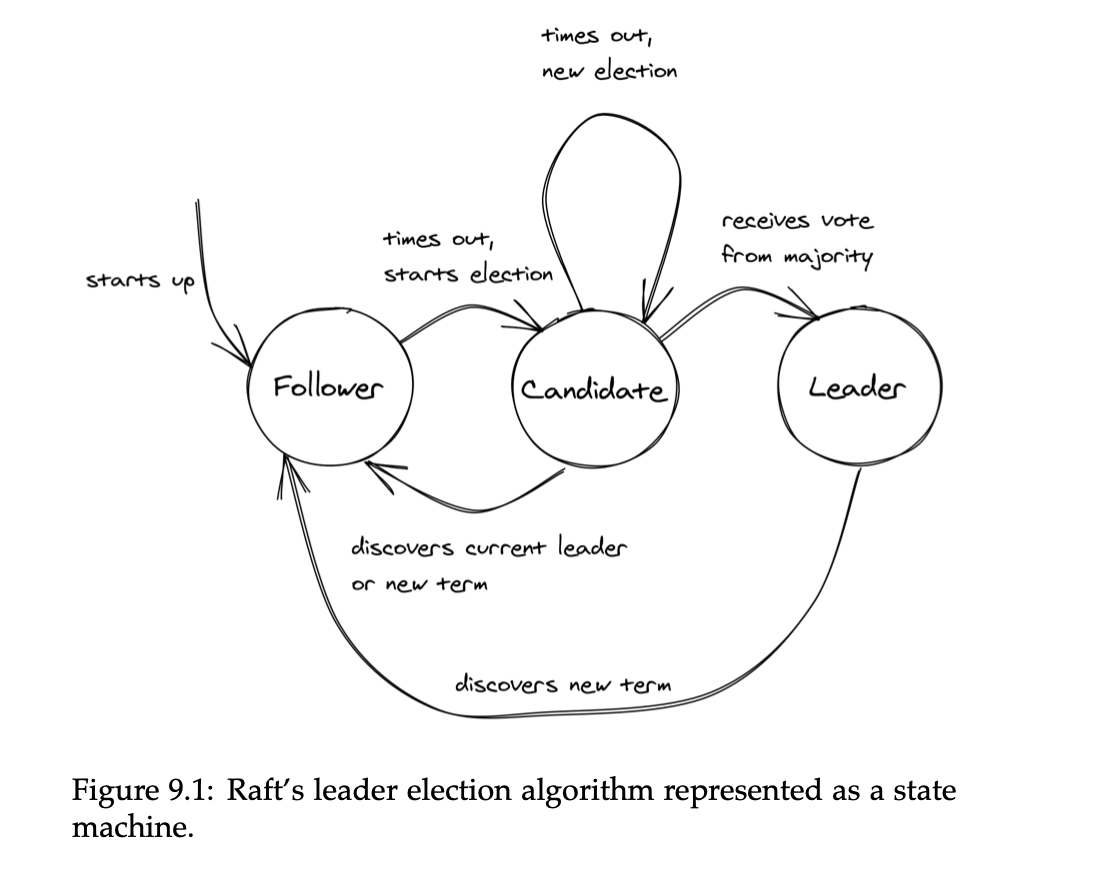 times out,
new election
receives vote
from majority
times out,
starts election
starts up
Follower
Candidate
Leader
discovers current leader
or new term
discovers new term
Figure 9.1: Raft's leader election algorithm represented as a state
machine.